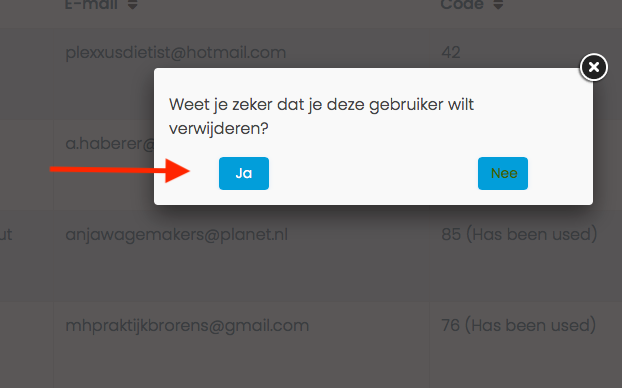 E-mail Code
plexxusdietist@hotmail.com 42
Weet je zeker dat je deze gebruiker wilt
verwijderen?
a.haberer@
Ja Nee
ut anjawagemakers@planet.nl 85 (Has been used)
mhpraktijkbrorens@gmail.com 76 (Has been used)